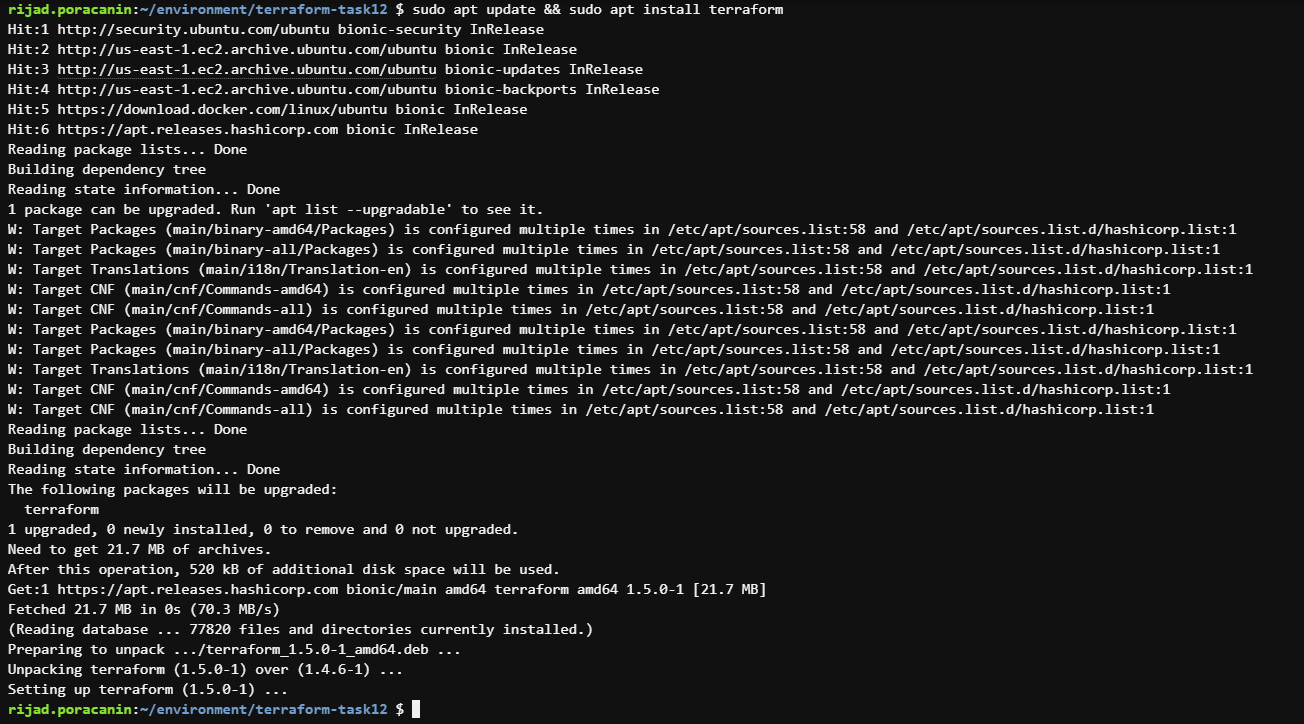 rijad.poracanin:~/environment/terraform-task12 $ sudo apt update && sudo apt install terraform
Hit:1 http://security.ubuntu.com/ubuntu bionic-security InRelease
Hit:2 http://us-east-1.ec2.archive.ubuntu.com/ubuntu bionic InRelease
Hit:3 http://us-east-1.ec2.archive.ubuntu.com/ubuntu bionic-updates InRelease
Hit:4 http://us-east-1.ec2.archive.ubuntu.com/ubuntu bionic-backports InRelease
Hit:5 https://download.docker.com/linux/ubuntu bionic InRelease
Hit:6 https://apt.releases.hashicorp.com bionic InRelease
Reading package lists... Done
Building dependency tree
Reading state information... Done
1 package can be upgraded. Run 'apt list --upgradable' to see it.
W: Target Packages (main/binary-amd64/Packages) is configured multiple times in /etc/apt/sources.list:58 and /etc/apt/sources.list.d/hashicorp.list:1
W: Target Packages (main/binary-all/Packages) is configured multiple times in /etc/apt/sources.list:58 and /etc/apt/sources.list.d/hashicorp.list:1
W: Target Translations (main/i18n/Translation-en) is configured multiple times in /etc/apt/sources.list:58 and /etc/apt/sources.list.d/hashicorp.list:1
W: Target CNF (main/cnf/Commands-amd64) is configured multiple times in /etc/apt/sources.list:58 and /etc/apt/sources.list.d/hashicorp.list:1
W: Target CNF (main/cnf/Commands-all) is configured multiple times in /etc/apt/sources.list:58 and /etc/apt/sources.list.d/hashicorp.list:1
W: Target Packages (main/binary-amd64/Packages) is configured multiple times in /etc/apt/sources.list:58 and /etc/apt/sources.list.d/hashicorp.list:1
W: Target Packages (main/binary-all/Packages) is configured multiple times in /etc/apt/sources.list:58 and /etc/apt/sources.list.d/hashicorp.list:1
W: Target Translations (main/i18n/Translation-en) is configured multiple times in /etc/apt/sources.list:58 and /etc/apt/sources.list.d/hashicorp.list:1
W: Target CNF (main/cnf/Commands-amd64) is configured multiple times in /etc/apt/sources.list:58 and /etc/apt/sources.list.d/hashicorp.list:1
W: Target CNF (main/cnf/Commands-all) is configured multiple times in /etc/apt/sources.list:58 and /etc/apt/sources.list.d/hashicorp.list:1
Reading package lists... Done
Building dependency tree
Reading state information... Done
The following packages will be upgraded:
  terraform
1 upgraded, 0 newly installed, 0 to remove and 0 not upgraded.
Need to get 21.7 MB of archives.
After this operation, 520 kB of additional disk space will be used.
Get:1 https://apt.releases.hashicorp.com bionic/main amd64 terraform amd64 1.5.0-1 [21.7 MB]
Fetched 21.7 MB in 0s (70.3 MB/s)
(Reading database ... 77820 files and directories currently installed.)
Preparing to unpack .../terraform_1.5.0-1_amd64.deb ...
Unpacking terraform (1.5.0-1) over (1.4.6-1) ...
Setting up terraform (1.5.0-1) ...
rijad.poracanin:~/environment/terraform-task12 $